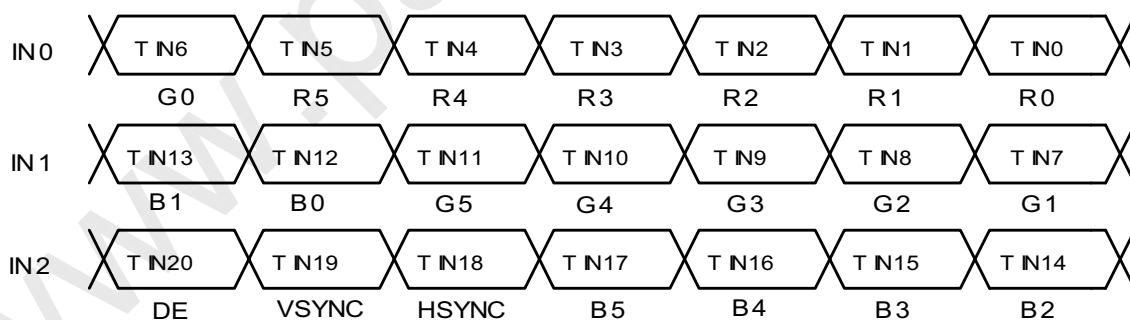 IN0 TIN6 TIN5 TIN4 TIN3 TIN2 TIN1 TIN0
G0 R5 R4 R3 R2 R1 R0
IN1 TIN13 TIN12 TIN11 TIN10 TIN9 TIN8 TIN7
B1 B0 G5 G4 G3 G2 G1
IN2 TIN20 TIN19 TIN18 TIN17 TIN16 TIN15 TIN14
DE VSYNC HSYNC B5 B4 B3 B2